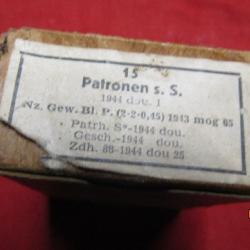 15
Patronen s. S.
1944 dou. 1
Nz. Gew. Bl. P. (2·2·0,45) 1943 mog 65
Patrh. S*-1944 dou.
Gesch.-1944 dou.
Zdh. 88-1944 dou 25